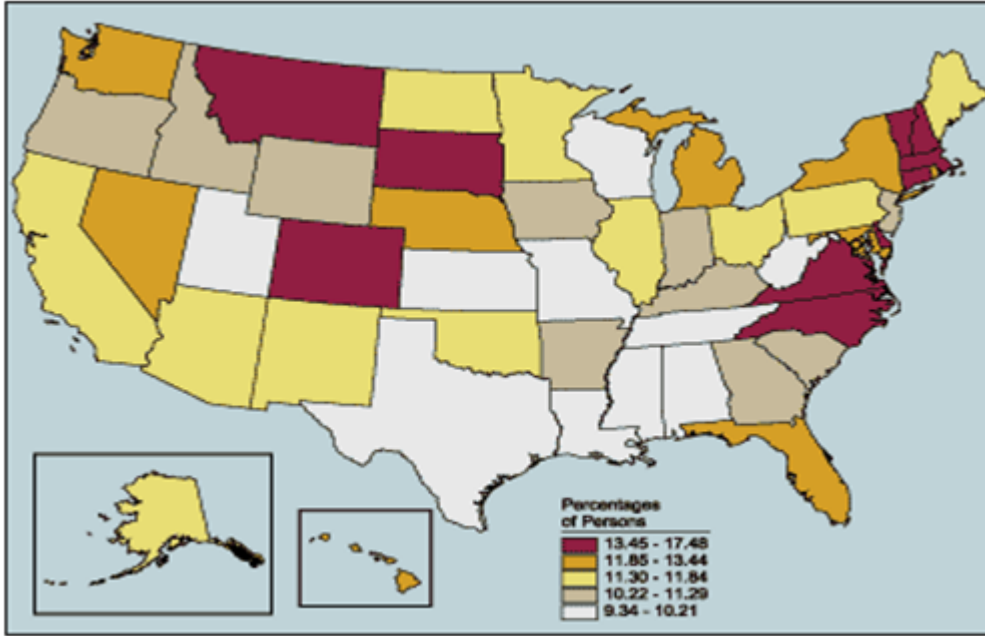 Percentages
of Persons
13.45 - 17.48
11.85 - 13.44
11.30 - 11.84
10.22 - 11.29
9.34 - 10.21